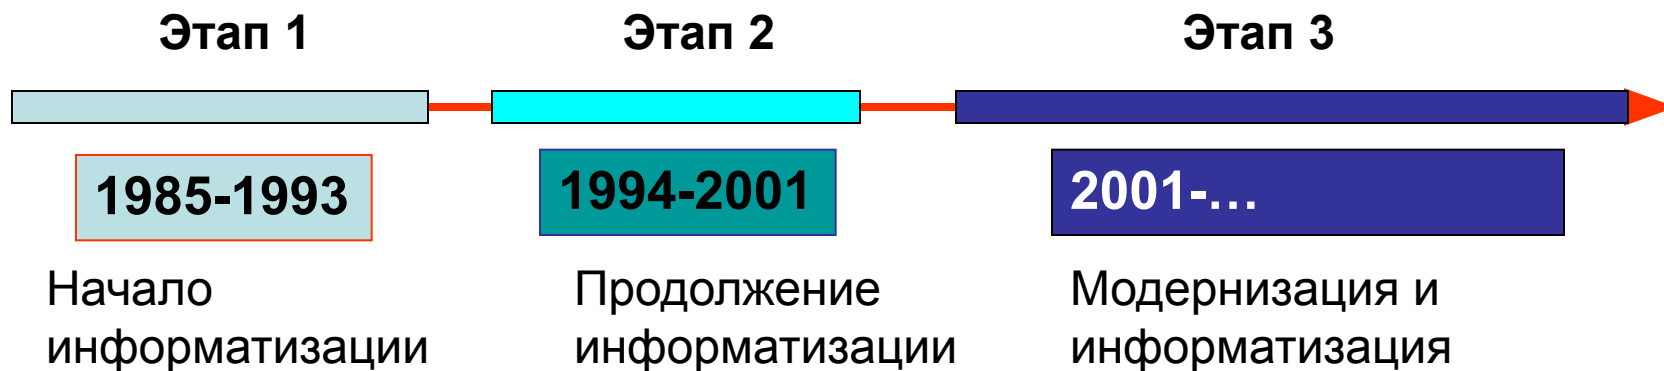 Этап 1
Этап 2
Этап 3
1985-1993
1994-2001
2001-…
Начало
информатизации
Продолжение
информатизации
Модернизация и
информатизация